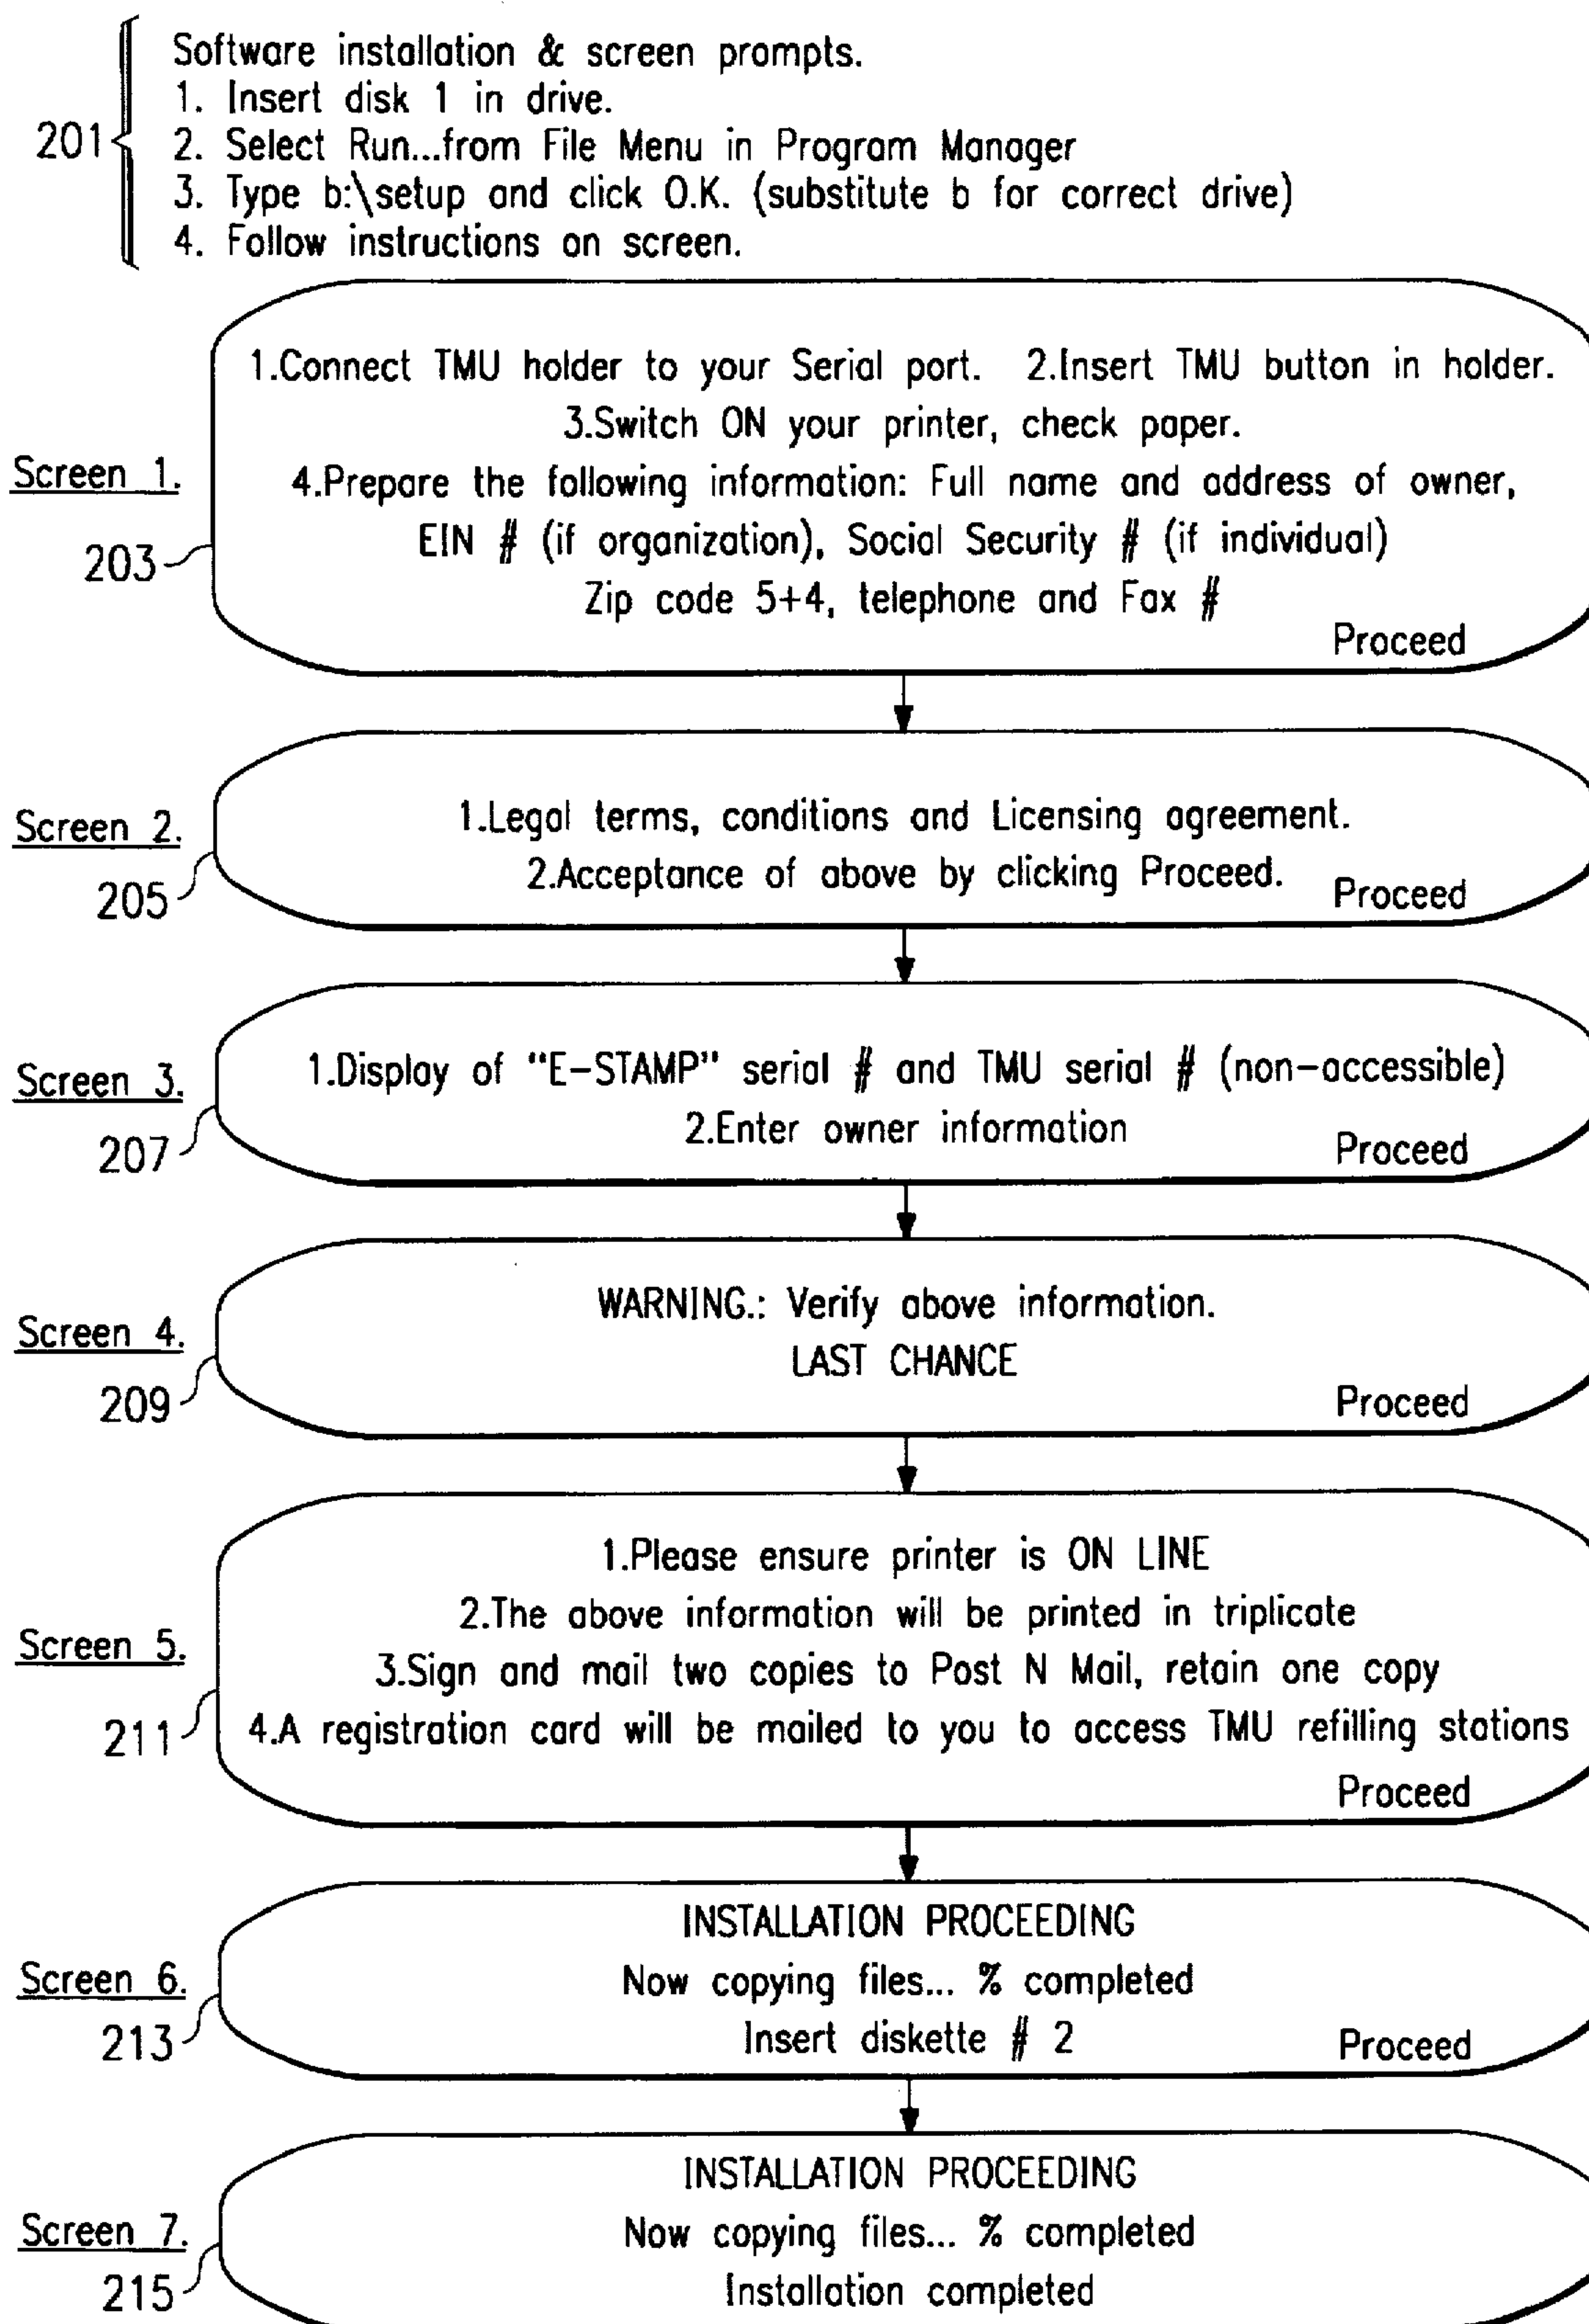 Software installation & screen prompts.
1. Insert disk 1 in drive.
201
2. Select Run...from File Menu in Program Manager
3. Type b:\setup and click O.K. (substitute b for correct drive)
4. Follow instructions on screen.
1.Connect TMU holder to your Serial port. 2.Insert TMU button in holder.
3.Switch ON your printer, check paper.
Screen 1.
4.Prepare the following information: Full name and address of owner,
EIN # (if organization), Social Security # (if individual)
203
Zip code 5+4, telephone and Fax #
Proceed
1.Legal terms, conditions and Licensing agreement.
Screen 2.
2.Acceptance of above by clicking Proceed.
Proceed
205
1.Display of "E-STAMP" serial # and TMU serial # (non-accessible)
Screen 3.
2.Enter owner information
Proceed
207
WARNING.: Verify above information.
Screen 4.
LAST CHANCE
209
Proceed
1.Please ensure printer is ON LINE
2.The above information will be printed in triplicate
Screen 5.
3.Sign and mail two copies to Post N Mail, retain one copy
211
4.A registration card will be mailed to you to access TMU refilling stations
Proceed
INSTALLATION PROCEEDING
Screen 6.
Now copying files... % completed
213
Insert diskette # 2
Proceed
INSTALLATION PROCEEDING
Screen 7.
Now copying files... % completed
215
Installation completed